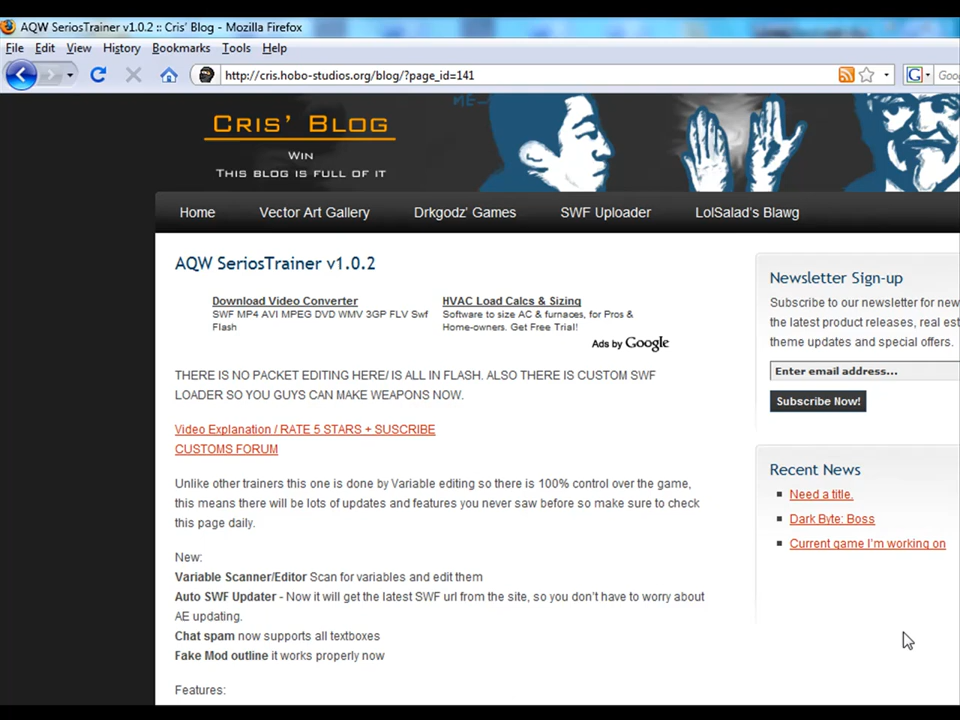 AQW SeriosTrainer v1.0.2 :: Cris' Blog - Mozilla Firefox
File Edit View History Bookmarks Tools Help
http://cris.hobo-studios.org/blog/?page_id=141
G
ME
CRIS' BLOG
WIN
THIS BLOG IS FULL OF IT
Home Vector Art Gallery Drkgodz' Games SWF Uploader LolSalad's Blawg
AQW SeriosTrainer v1.0.2
Download Video Converter
SWF MP4 AVI MPEG DVD WMV 3GP FLV Swf
Flash
HVAC Load Calcs & Sizing
Software to size AC & furnaces, for Pros &
Home-owners. Get Free Trial!
Ads by Google
THERE IS NO PACKET EDITING HERE/ IS ALL IN FLASH. ALSO THERE IS CUSTOM SWF
LOADER SO YOU GUYS CAN MAKE WEAPONS NOW.
Video Explanation / RATE 5 STARS + SUSCRIBE
CUSTOMS FORUM
Unlike other trainers this one is done by Variable editing so there is 100% control over the game,
this means there will be lots of updates and features you never saw before so make sure to check
this page daily.
New:
Variable Scanner/Editor Scan for variables and edit them
Auto SWF Updater - Now it will get the latest SWF url from the site, so you don't have to worry about
AE updating.
Chat spam now supports all textboxes
Fake Mod outline it works properly now
Features:
Newsletter Sign-up
Subscribe to our newsletter for new
the latest product releases, real est
theme updates and special offers.
Enter email address...
Subscribe Now!
Recent News
Need a title.
Dark Byte: Boss
Current game I'm working on